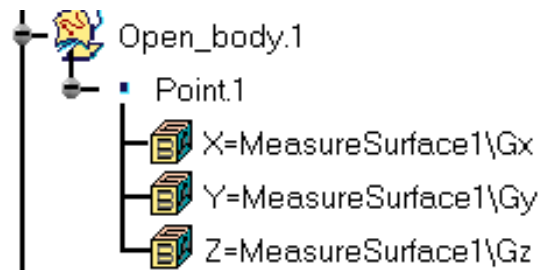 Open_body.1
Point.1
X=MeasureSurface1\Gx
Y=MeasureSurface1\Gy
Z=MeasureSurface1\Gz